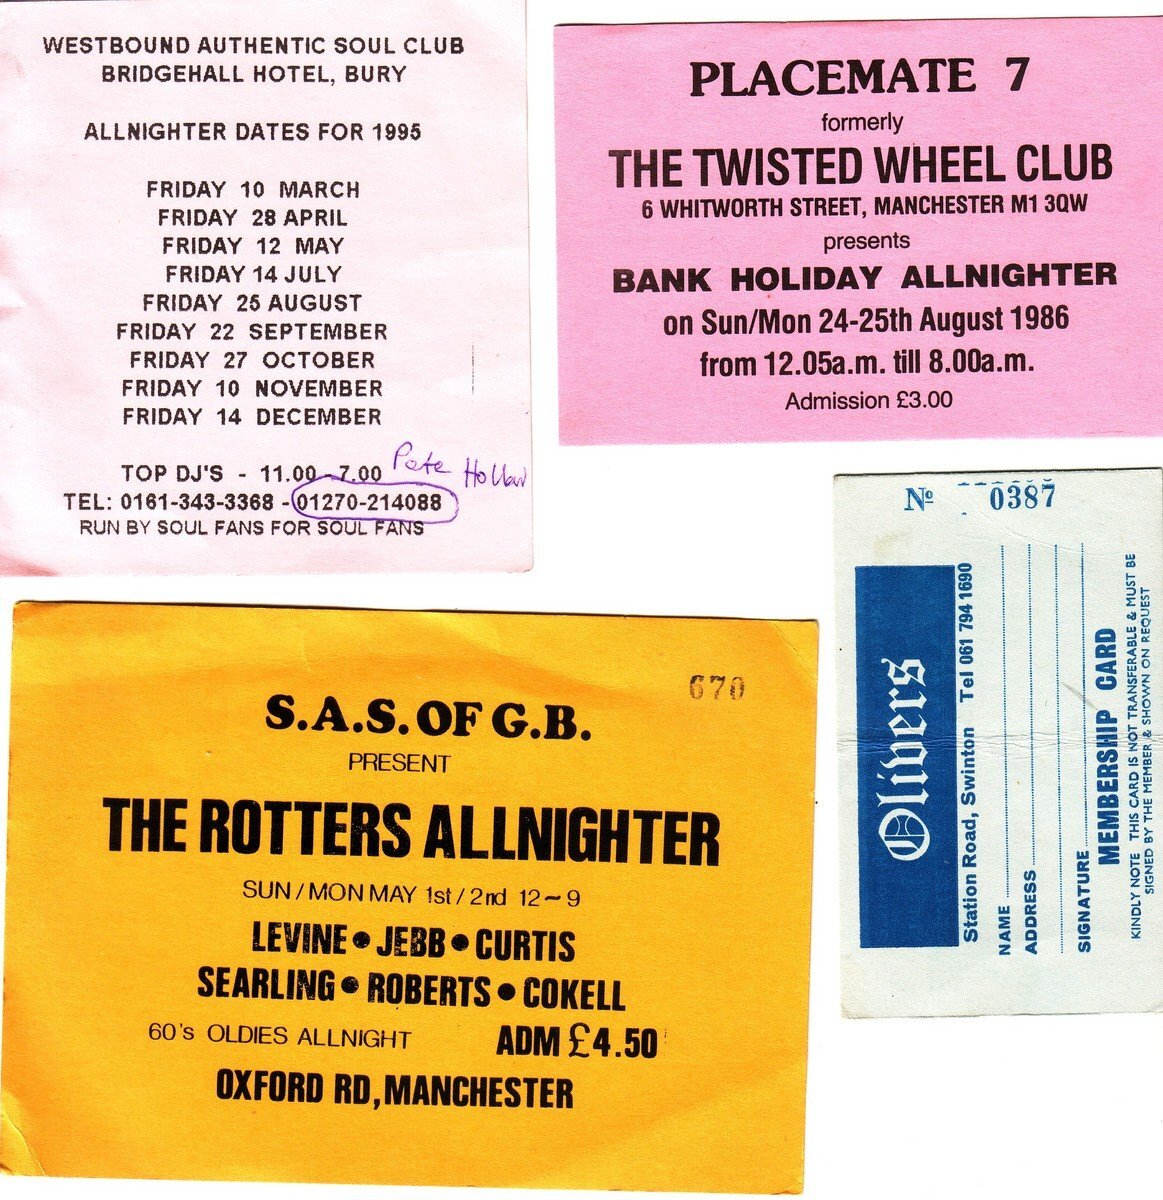 WESTBOUND AUTHENTIC SOUL CLUB
BRIDGEHALL HOTEL, BURY
ALLNIGHTER DATES FOR 1995
FRIDAY 10 MARCH
FRIDAY 28 APRIL
FRIDAY 12 MAY
FRIDAY 14 JULY
FRIDAY 25 AUGUST
FRIDAY 22 SEPTEMBER
FRIDAY 27 OCTOBER
FRIDAY 10 NOVEMBER
FRIDAY 14 DECEMBER
TOP DJ'S - 11.00 - 7.00 Pete
TEL: 0161-343-3368 - 01270-214088
RUN BY SOUL FANS FOR SOUL FANS
PLACEMATE 7
formerly
THE TWISTED WHEEL CLUB
6 WHITWORTH STREET, MANCHESTER M1 3QW
presents
BANK HOLIDAY ALLNIGHTER
on Sun/Mon 24-25th August 1986
from 12.05a.m. till 8.00a.m.
Admission £3.00
S.A.S. OF G.B.
670
PRESENT
THE ROTTERS ALLNIGHTER
SUN / MON MAY 1st / 2nd 12~9
LEVINE • JEBB • CURTIS
SEARLING • ROBERTS • COKELL
60's OLDIES ALLNIGHT ADM £4.50
OXFORD RD, MANCHESTER
Nº 0387
Olivers
Station Road, Swinton Tel 061 794 1690
NAME
ADDRESS
SIGNATURE
MEMBERSHIP CARD
KINDLY NOTE THIS CARD IS NOT TRANSFERABLE & MUST BE
SIGNED BY THE MEMBER & SHOWN ON REQUEST